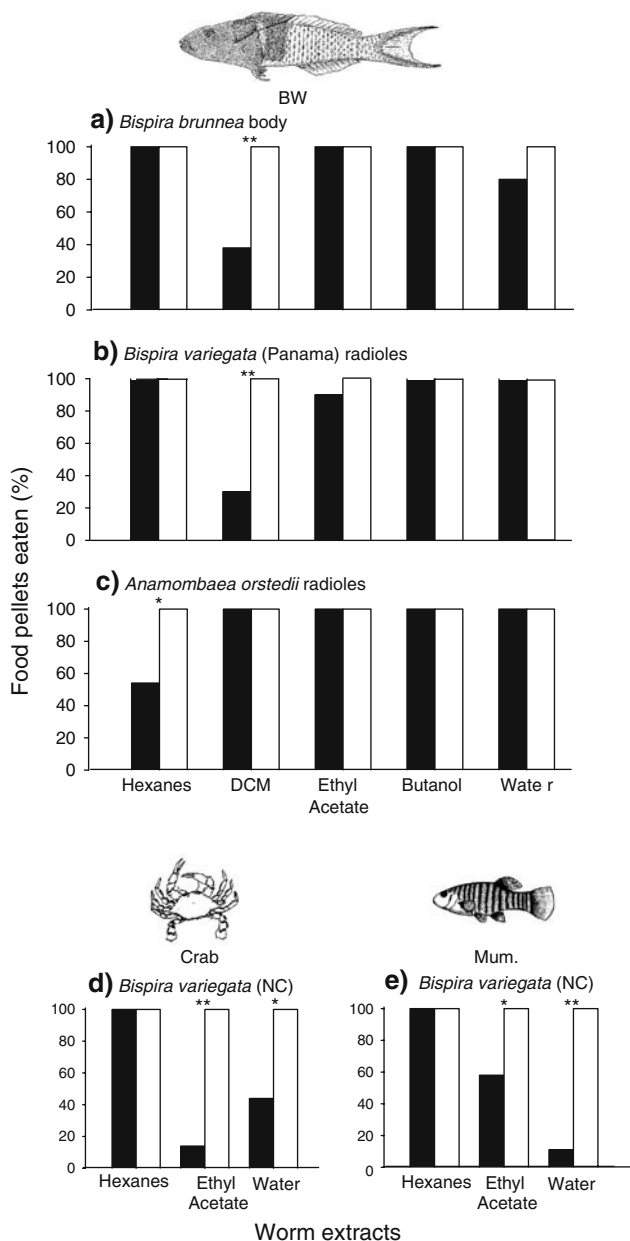 BW
a) Bispira brunnea body
**
100
80
60
40
20
0
b) Bispira variegata (Panama) radioles
**
100
80
60
40
20
0
c) Anamombaea orstedii radioles
*
100
80
60
40
20
0
Hexanes DCM Ethyl Acetate Butanol Wate r
Food pellets eaten (%)
Crab
d) Bispira variegata (NC)
** *
100
80
60
40
20
0
Hexanes Ethyl Acetate Water
Mum.
e) Bispira variegata (NC)
* **
100
80
60
40
20
0
Hexanes Ethyl Acetate Water
Worm extracts